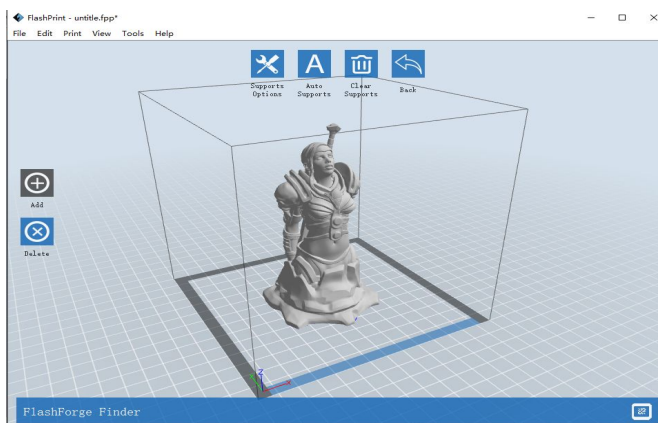 FlashPrint - untitle.fpp*
File Edit Print View Tools Help
Supports Options
Auto Supports
Clear Supports
Back
Add
Delete
Z
FlashForge Finder